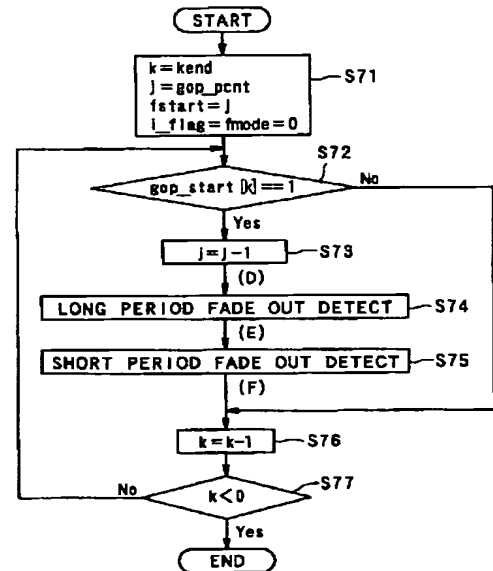 START
k=kend
j=gop_pcnt
fstart=j
i_flag=fmode=0
S71
S72
gop_start [k]==1
No
Yes
j=j-1
S73
(D)
LONG PERIOD FADE OUT DETECT
S74
(E)
SHORT PERIOD FADE OUT DETECT
S75
(F)
k=k-1
S76
No
k<0
S77
Yes
END